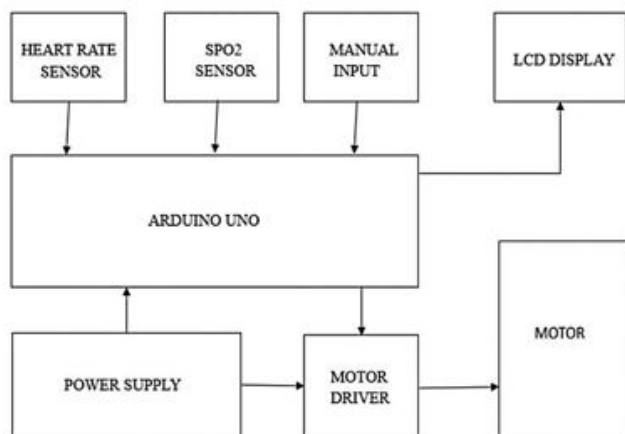 HEART RATE
SENSOR
SPO2
SENSOR
MANUAL
INPUT
LCD DISPLAY
ARDUINO UNO
MOTOR
POWER SUPPLY
MOTOR
DRIVER